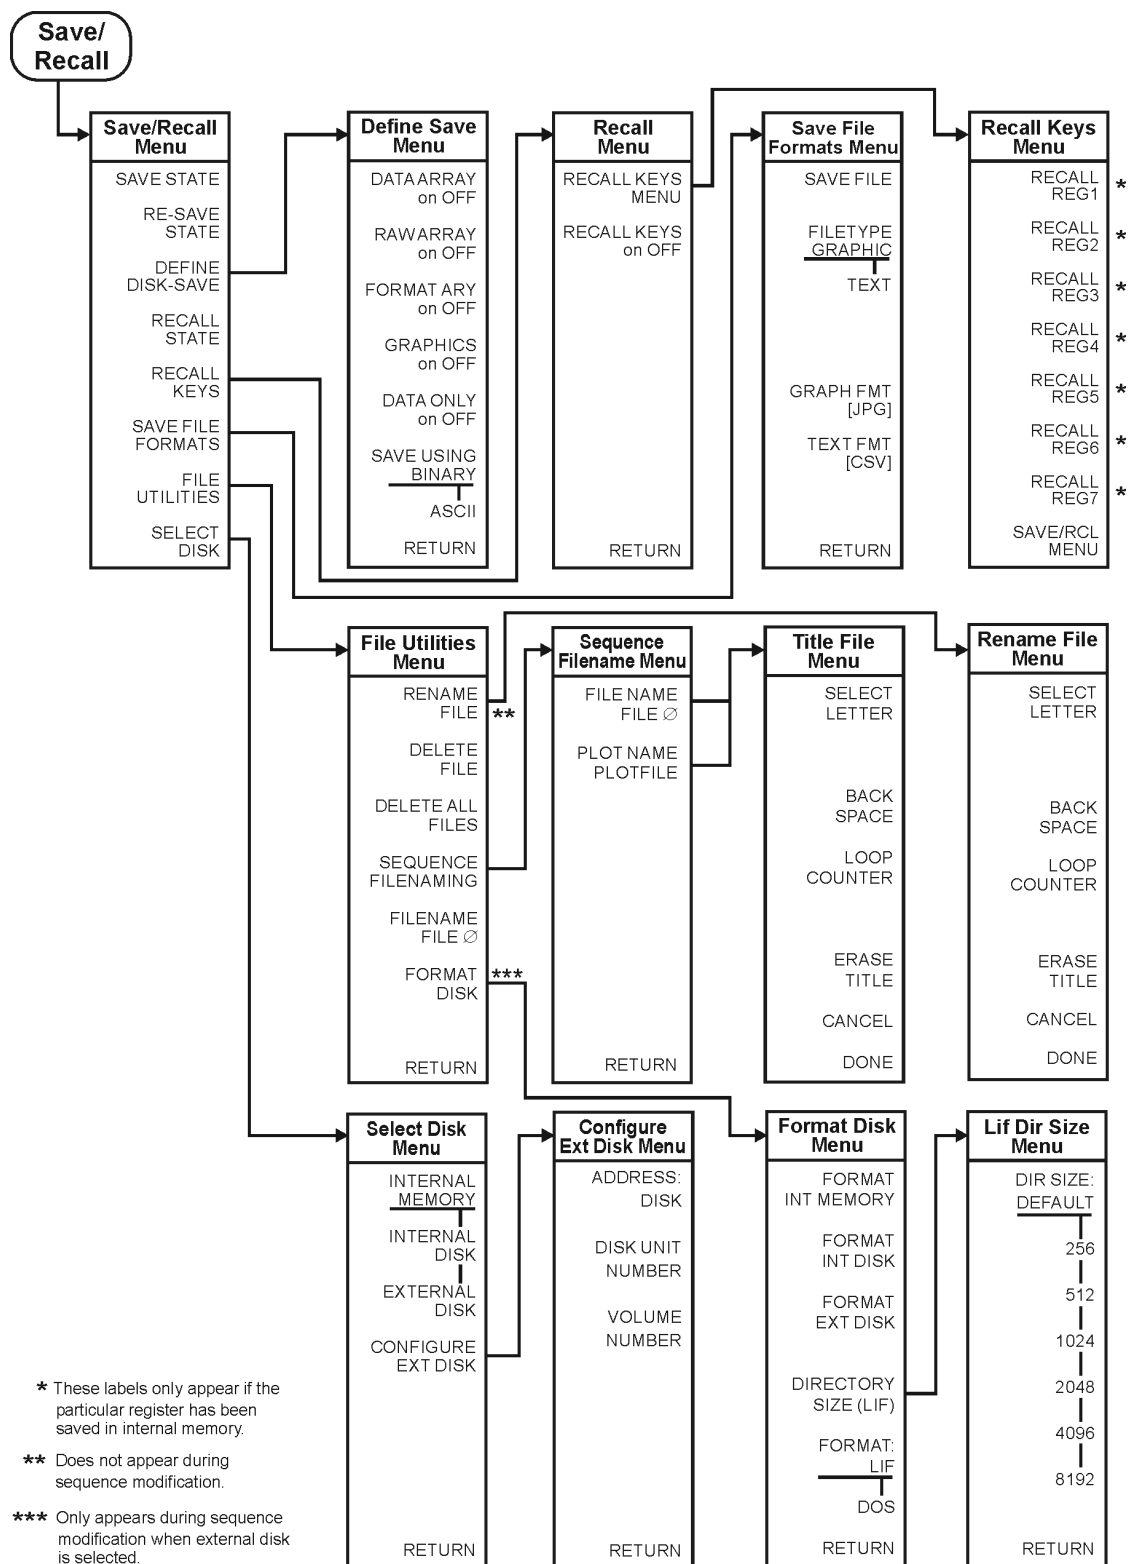 Save/
Recall
Save/Recall
Menu
SAVE STATE
RE-SAVE
STATE
DEFINE
DISK-SAVE
RECALL
STATE
RECALL
KEYS
SAVE FILE
FORMATS
FILE
UTILITIES
SELECT
DISK
Define Save
Menu
DATA ARRAY
on OFF
RAW ARRAY
on OFF
FORMAT ARY
on OFF
GRAPHICS
on OFF
DATA ONLY
on OFF
SAVE USING
BINARY
ASCII
RETURN
Recall
Menu
RECALL KEYS
MENU
RECALL KEYS
on OFF
RETURN
Save File
Formats Menu
SAVE FILE
FILETYPE
GRAPHIC
TEXT
GRAPH FMT
[JPG]
TEXT FMT
[CSV]
RETURN
Recall Keys
Menu
RECALL
REG1 *
RECALL
REG2 *
RECALL
REG3 *
RECALL
REG4 *
RECALL
REG5 *
RECALL
REG6 *
RECALL
REG7 *
SAVE/RCL
MENU
File Utilities
Menu
RENAME
FILE **
DELETE
FILE
DELETE ALL
FILES
SEQUENCE
FILENAMING
FILENAME
FILE ∅
FORMAT ***
DISK
RETURN
Sequence
Filename Menu
FILE NAME
FILE ∅
PLOT NAME
PLOTFILE
RETURN
Title File
Menu
SELECT
LETTER
BACK
SPACE
LOOP
COUNTER
ERASE
TITLE
CANCEL
DONE
Rename File
Menu
SELECT
LETTER
BACK
SPACE
LOOP
COUNTER
ERASE
TITLE
CANCEL
DONE
Select Disk
Menu
INTERNAL
MEMORY
INTERNAL
DISK
EXTERNAL
DISK
CONFIGURE
EXT DISK
RETURN
Configure
Ext Disk Menu
ADDRESS:
DISK
DISK UNIT
NUMBER
VOLUME
NUMBER
RETURN
Format Disk
Menu
FORMAT
INT MEMORY
FORMAT
INT DISK
FORMAT
EXT DISK
DIRECTORY
SIZE (LIF)
FORMAT:
LIF
DOS
RETURN
Lif Dir Size
Menu
DIR SIZE:
DEFAULT
256
512
1024
2048
4096
8192
RETURN
* These labels only appear if the
particular register has been
saved in internal memory.
** Does not appear during
sequence modification.
*** Only appears during sequence
modification when external disk
is selected.